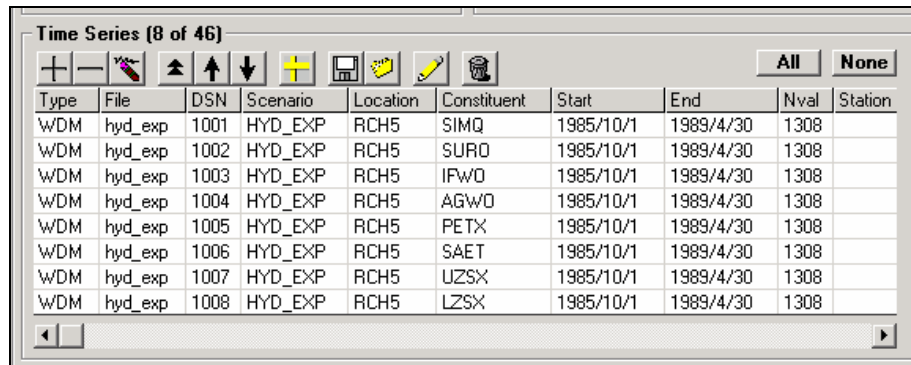 Time Series (8 of 46)
All None
Type File DSN Scenario Location Constituent Start End Nval Station
WDM hyd_exp 1001 HYD_EXP RCH5 SIMQ 1985/10/1 1989/4/30 1308
WDM hyd_exp 1002 HYD_EXP RCH5 SURO 1985/10/1 1989/4/30 1308
WDM hyd_exp 1003 HYD_EXP RCH5 IFWO 1985/10/1 1989/4/30 1308
WDM hyd_exp 1004 HYD_EXP RCH5 AGWO 1985/10/1 1989/4/30 1308
WDM hyd_exp 1005 HYD_EXP RCH5 PETX 1985/10/1 1989/4/30 1308
WDM hyd_exp 1006 HYD_EXP RCH5 SAET 1985/10/1 1989/4/30 1308
WDM hyd_exp 1007 HYD_EXP RCH5 UZSX 1985/10/1 1989/4/30 1308
WDM hyd_exp 1008 HYD_EXP RCH5 LZSX 1985/10/1 1989/4/30 1308